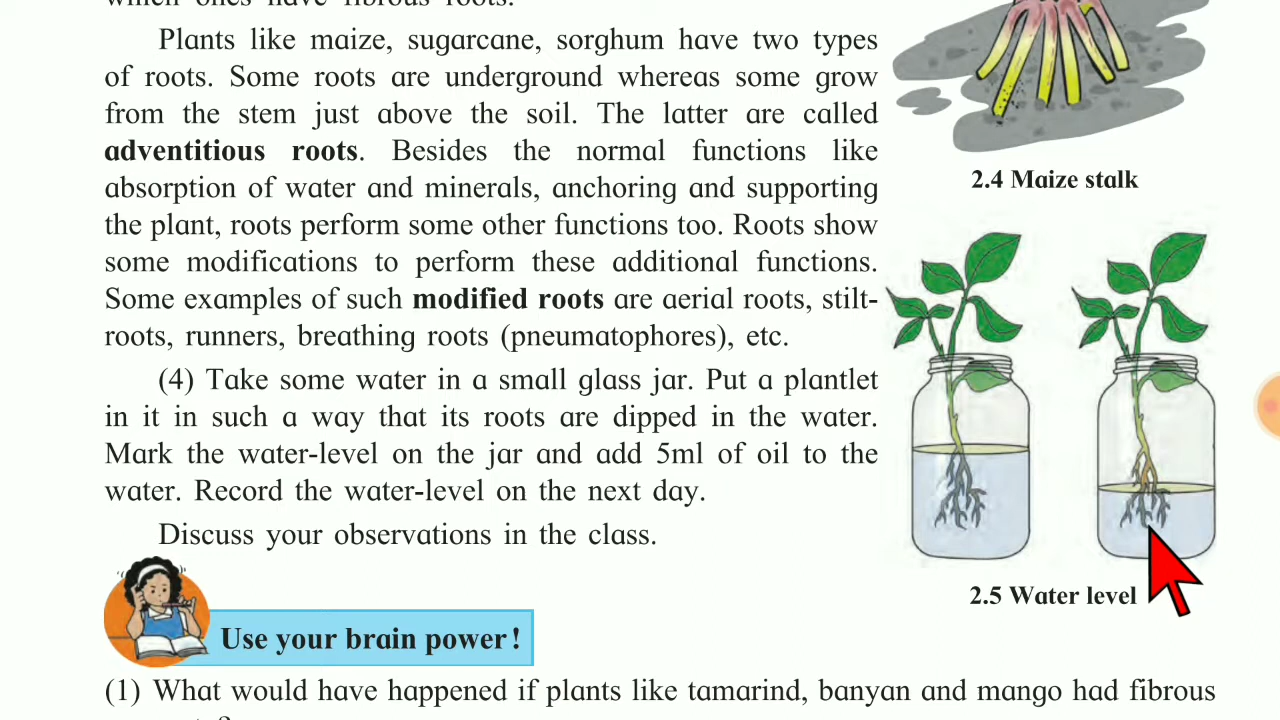 which ones have fibrous roots.
Plants like maize, sugarcane, sorghum have two types
of roots. Some roots are underground whereas some grow
from the stem just above the soil. The latter are called
adventitious roots. Besides the normal functions like
absorption of water and minerals, anchoring and supporting
the plant, roots perform some other functions too. Roots show
some modifications to perform these additional functions.
Some examples of such modified roots are aerial roots, stilt-
roots, runners, breathing roots (pneumatophores), etc.
(4) Take some water in a small glass jar. Put a plantlet
in it in such a way that its roots are dipped in the water.
Mark the water-level on the jar and add 5ml of oil to the
water. Record the water-level on the next day.
Discuss your observations in the class.
2.4 Maize stalk
2.5 Water level
Use your brain power!
(1) What would have happened if plants like tamarind, banyan and mango had fibrous